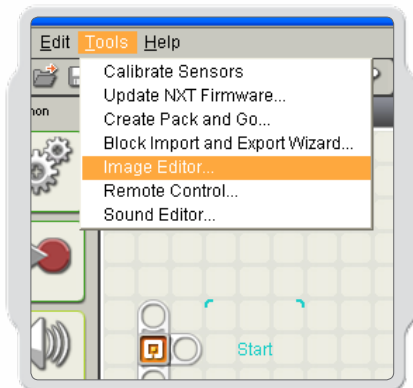 Edit Tools Help
Calibrate Sensors
Update NXT Firmware...
Create Pack and Go...
Block Import and Export Wizard...
Image Editor...
Remote Control...
Sound Editor...
Start